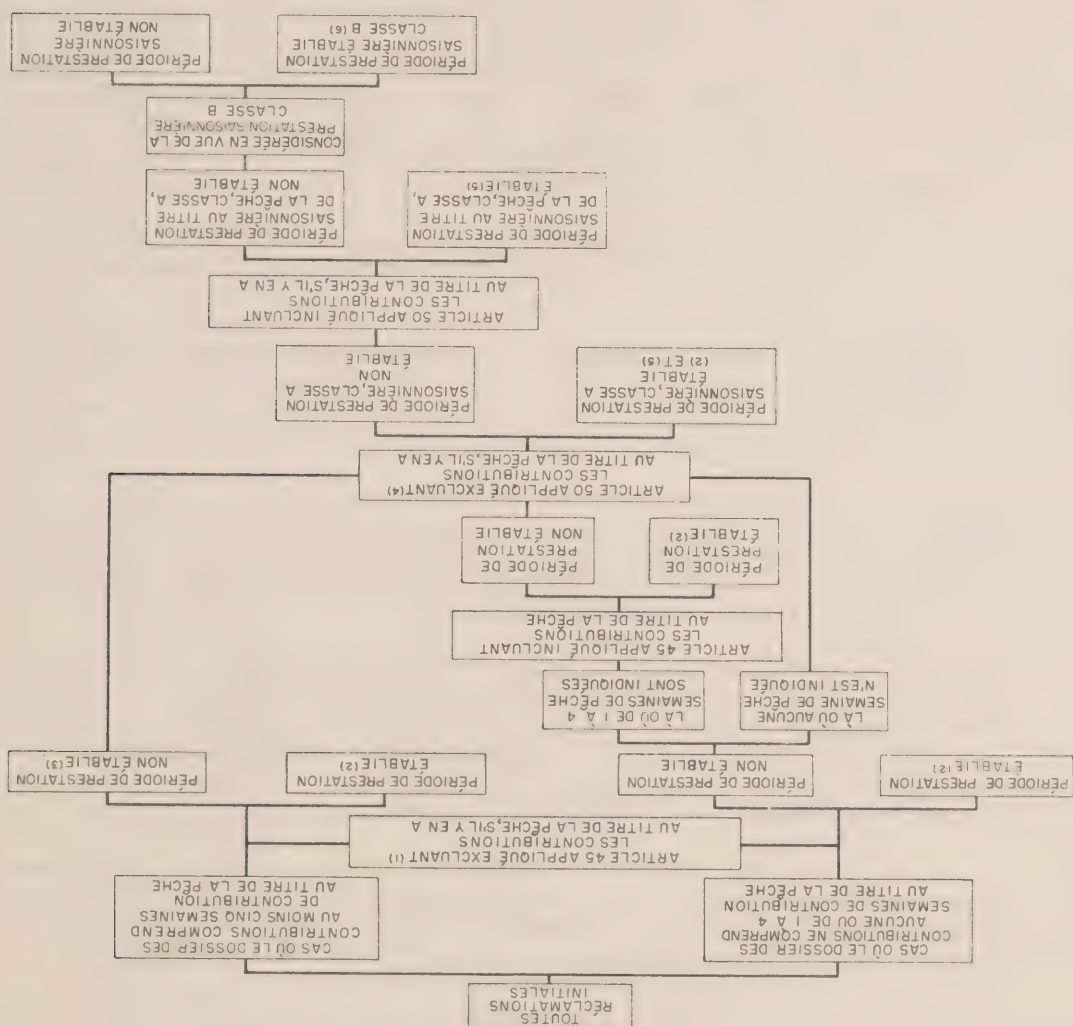 TOUTES
RÉCLAMATIONS
INITIALES
CAS OÙ LE DOSSIER DES
CONTRIBUTIONS NE COMPREND
AUCUNE OU DE 1 À 4
SEMAINES DE CONTRIBUTION
AU TITRE DE LA PÊCHE
CAS OÙ LE DOSSIER DES
CONTRIBUTIONS COMPREND
AU MOINS CINQ SEMAINES
DE CONTRIBUTION
AU TITRE DE LA PÊCHE
ARTICLE 45 APPLIQUÉ EXCLUANT (1)
LES CONTRIBUTIONS
AU TITRE DE LA PÊCHE, S'IL Y EN A
PÉRIODE DE PRESTATION
ÉTABLIE (2)
PÉRIODE DE PRESTATION
NON ÉTABLIE
PÉRIODE DE PRESTATION
ÉTABLIE (2)
PÉRIODE DE PRESTATION
NON ÉTABLIE (3)
LÀ OÙ AUCUNE
SEMAINE DE PÊCHE
N'EST INDIQUÉE
LÀ OÙ DE 1 À 4
SEMAINES DE PÊCHE
SONT INDIQUÉES
ARTICLE 45 APPLIQUÉ INCLUANT
LES CONTRIBUTIONS
AU TITRE DE LA PÊCHE
PÉRIODE DE
PRESTATION
ÉTABLIE (2)
PÉRIODE DE
PRESTATION
NON ÉTABLIE
ARTICLE 50 APPLIQUÉ EXCLUANT (4)
LES CONTRIBUTIONS
AU TITRE DE LA PÊCHE, S'IL Y EN A
PÉRIODE DE PRESTATION
SAISONNIÈRE, CLASSE A
ÉTABLIE
(2) ET (5)
PÉRIODE DE PRESTATION
SAISONNIÈRE, CLASSE A
NON
ÉTABLIE
ARTICLE 50 APPLIQUÉ INCLUANT
LES CONTRIBUTIONS
AU TITRE DE LA PÊCHE, S'IL Y EN A
PÉRIODE DE PRESTATION
SAISONNIÈRE AU TITRE
DE LA PÊCHE, CLASSE A,
ÉTABLIE (5)
PÉRIODE DE PRESTATION
SAISONNIÈRE AU TITRE
DE LA PÊCHE, CLASSE A,
NON ÉTABLIE
CONSIDÉRÉE EN VUE DE LA
PRESTATION SAISONNIÈRE
CLASSE B
PÉRIODE DE PRESTATION
SAISONNIÈRE ÉTABLIE
CLASSE B (6)
PÉRIODE DE PRESTATION
SAISONNIÈRE
NON ÉTABLIE